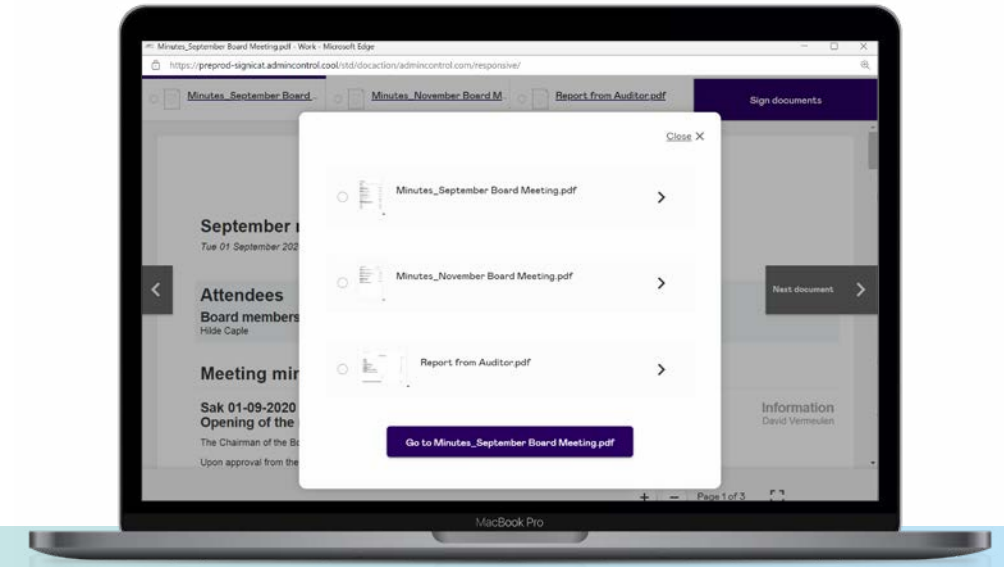 Minutes_September Board Meeting.pdf - Work - Microsoft Edge
https://preprod-signicat.admincontrol.cool/std/docaction/admincontrol.com/responsive/
Minutes_September Board ..
Minutes_November Board M..
Report from Auditor.pdf
Sign documents
Close X
Minutes_September Board Meeting.pdf
Minutes_November Board Meeting.pdf
Report from Auditor.pdf
Go to Minutes_September Board Meeting.pdf
September
Tue 01 September 202
Attendees
Board members
Hilde Caple
Next document
Meeting mi
Sak 01-09-2020
Opening of the
Information
David Vermeulen
The Chairman of the Bo
Upon approval from the
+ − Page 1 of 3
MacBook Pro